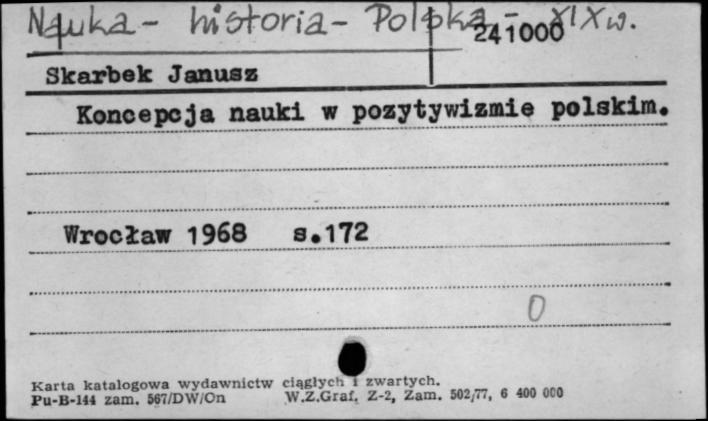 Nauka - historia - Polska - XIX w.
241000
Skarbek Janusz
Koncepcja nauki w pozytywizmie polskim.
Wrocław 1968 s.172
0
Karta katalogowa wydawnictw ciągłych i zwartych.
Pu-B-144 zam. 567/DW/On W.Z.Graf. Z-2, Zam. 502/77, 6 400 000